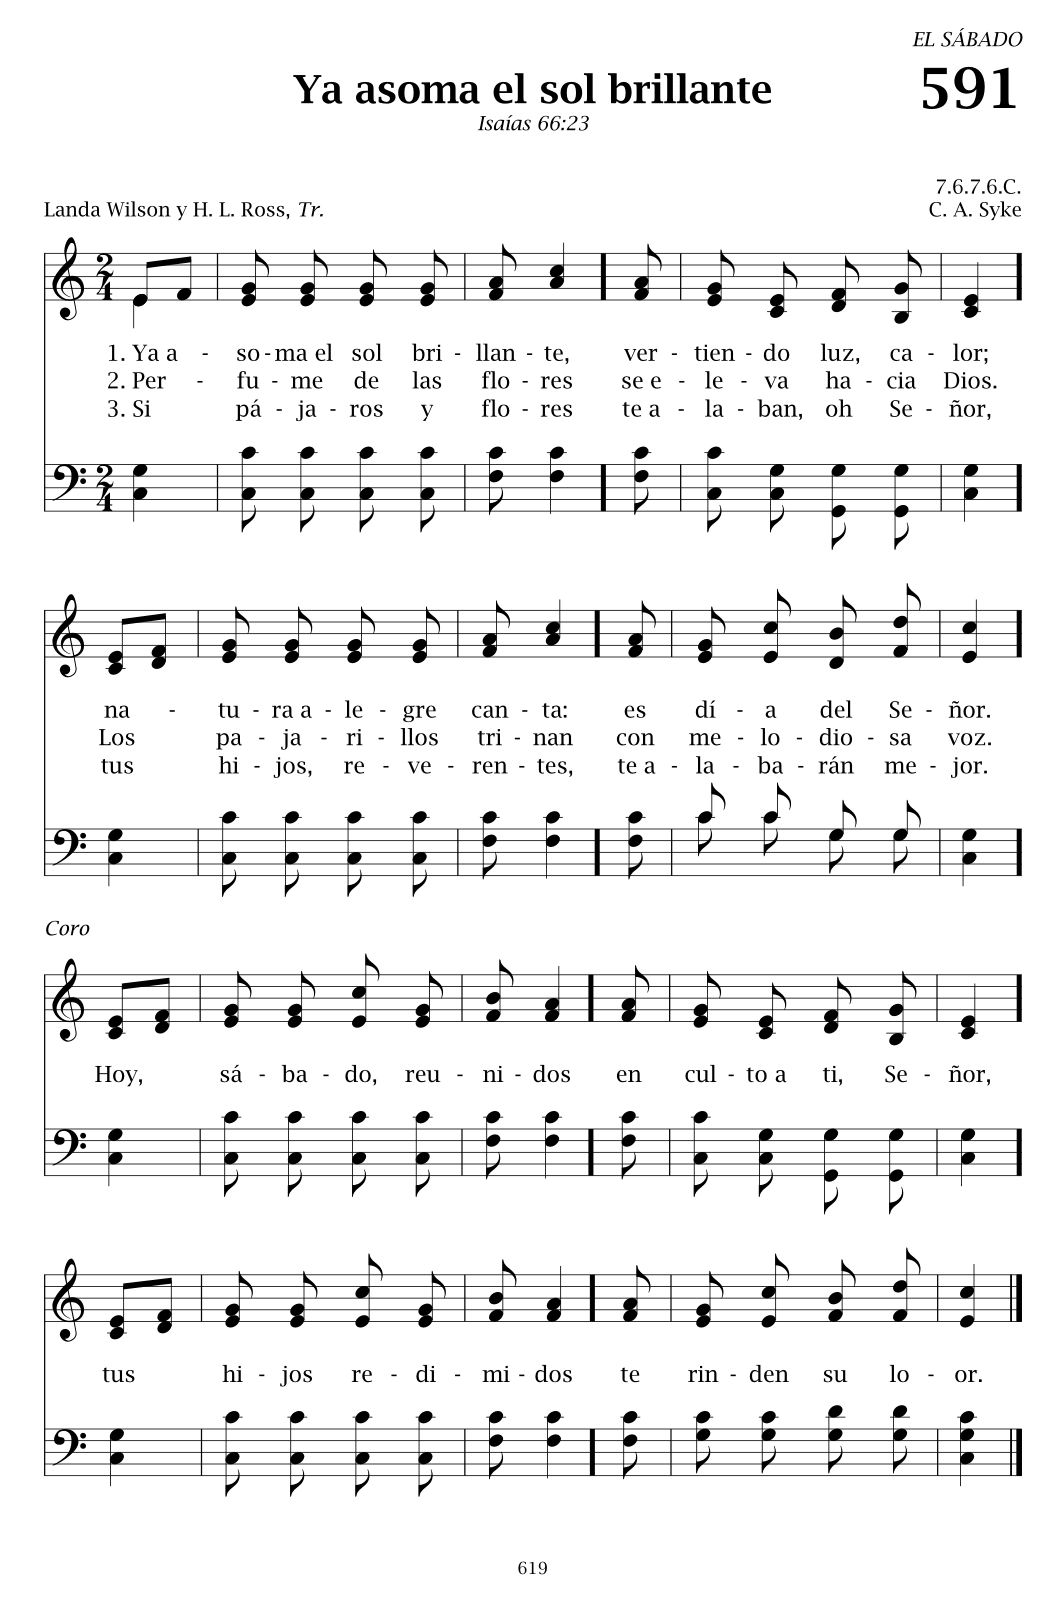 EL SÁBADO
591
Ya asoma el sol brillante
Isaías 66:23
7.6.7.6.C.
Landa Wilson y H. L. Ross, Tr.
C. A. Syke
1. Ya a - so - ma el sol bri - llan - te, ver - tien - do luz, ca - lor;
2. Per - fu - me de las flo - res se e - le - va ha - cia Dios.
3. Si pá - ja - ros y flo - res te a - la - ban, oh Se - ñor,
na - tu - ra a - le - gre can - ta: es dí - a del Se - ñor.
Los pa - ja - ri - llos tri - nan con me - lo - dio - sa voz.
tus hi - jos, re - ve - ren - tes, te a - la - ba - rán me - jor.
Coro
Hoy, sá - ba - do, reu - ni - dos en cul - to a ti, Se - ñor,
tus hi - jos re - di - mi - dos te rin - den su lo - or.
619